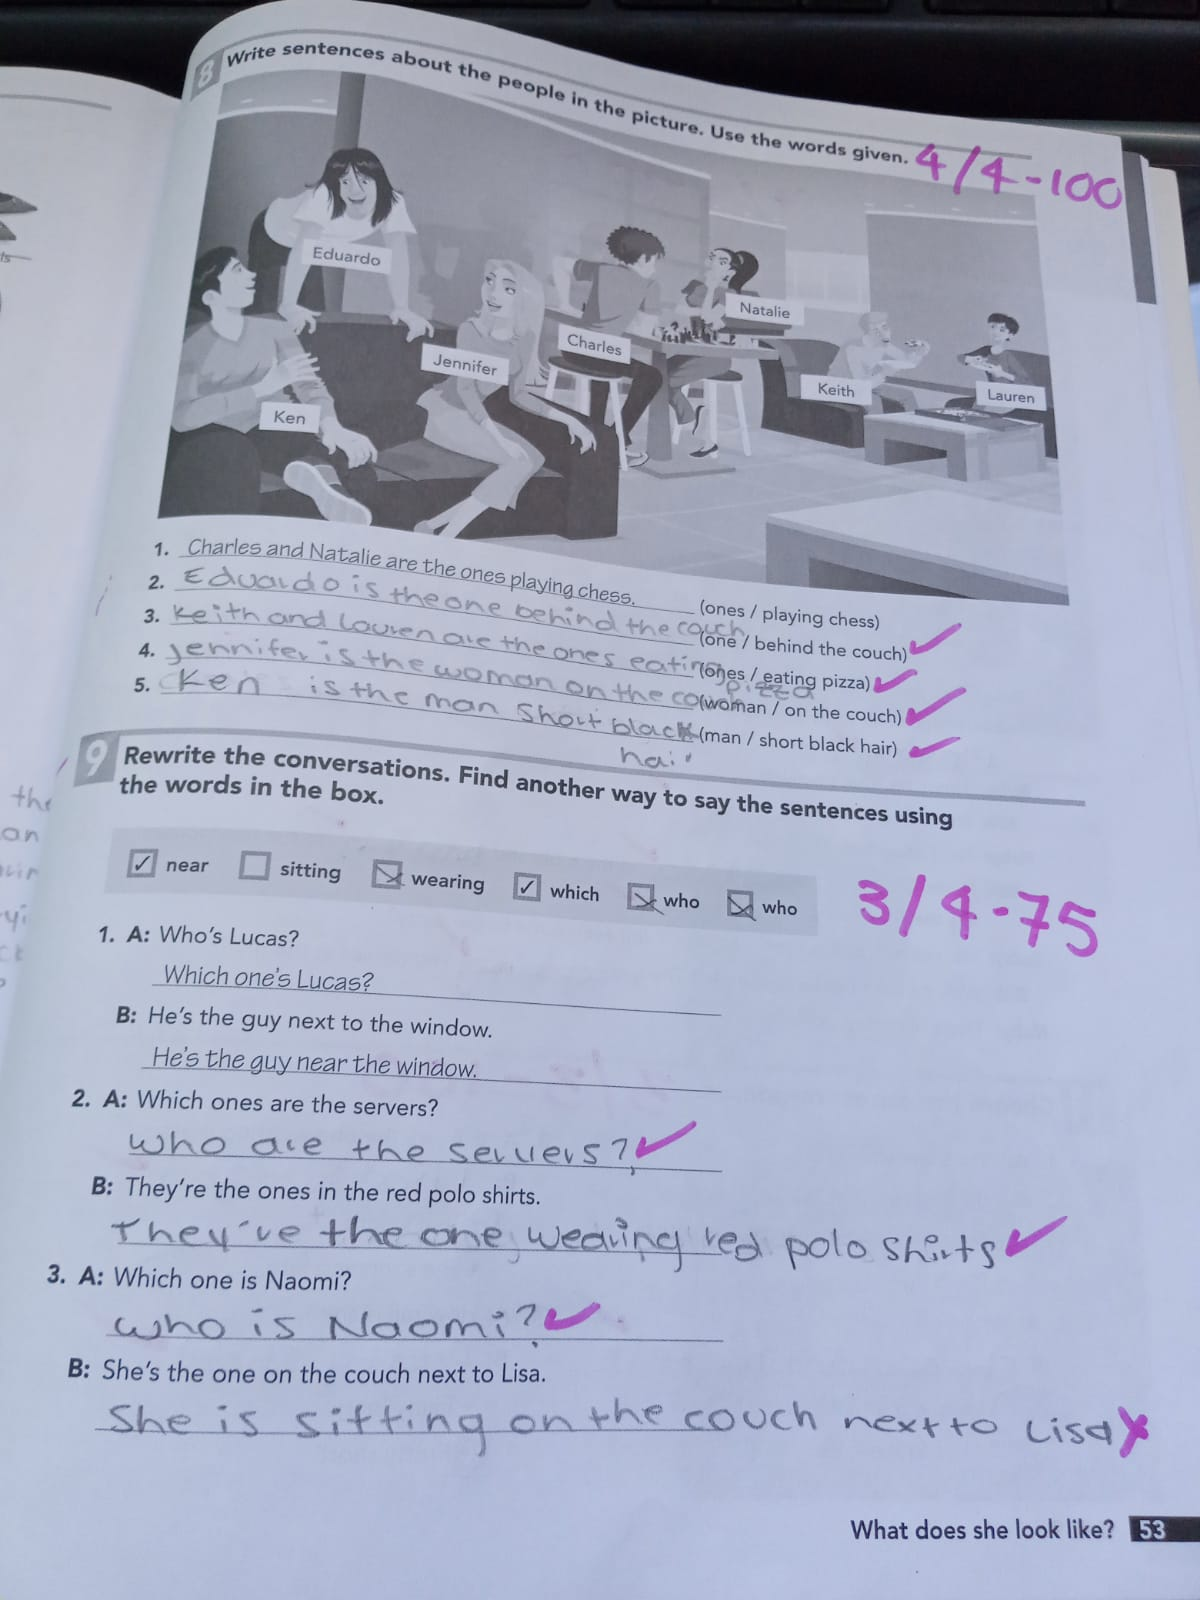 8 Write sentences about the people in the picture. Use the words given.
4/4-100
Eduardo
Natalie
Charles
Jennifer
Keith
Lauren
Ken
1. Charles and Natalie are the ones playing chess. (ones / playing chess)
2. Eduardo is the one behind the couch (one / behind the couch)
3. Keith and Lauren are the ones eating pizza (ones / eating pizza)
4. Jennifer is the woman on the couch (woman / on the couch)
5. Ken is the man short black hair (man / short black hair)
9 Rewrite the conversations. Find another way to say the sentences using
the words in the box.
near sitting wearing which who who
3/4-75
1. A: Who's Lucas?
Which one's Lucas?
B: He's the guy next to the window.
He's the guy near the window.
2. A: Which ones are the servers?
Who are the servers?
B: They're the ones in the red polo shirts.
They're the one, wearing red polo shirts
3. A: Which one is Naomi?
who is Naomi?
B: She's the one on the couch next to Lisa.
She is sitting on the couch next to Lisa
What does she look like? 53